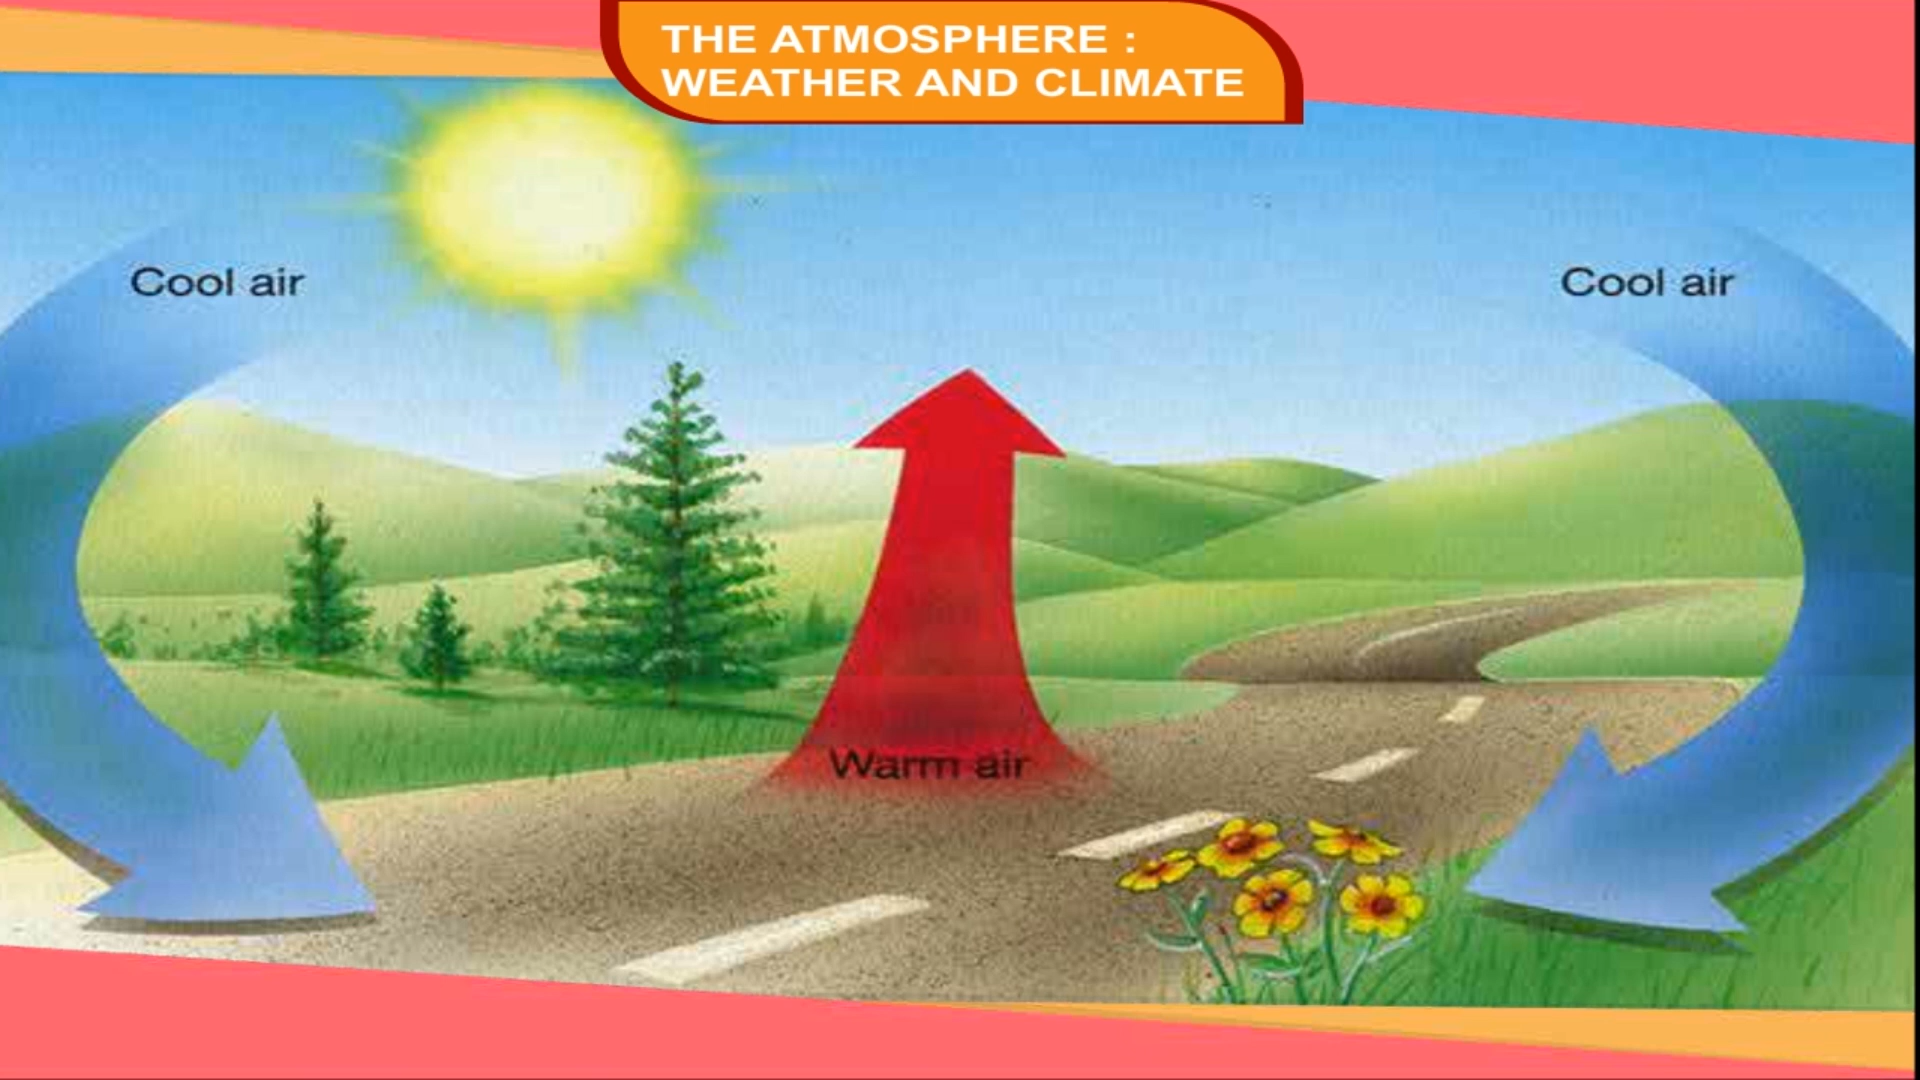 THE ATMOSPHERE :
WEATHER AND CLIMATE
Cool air
Cool air
Warm air